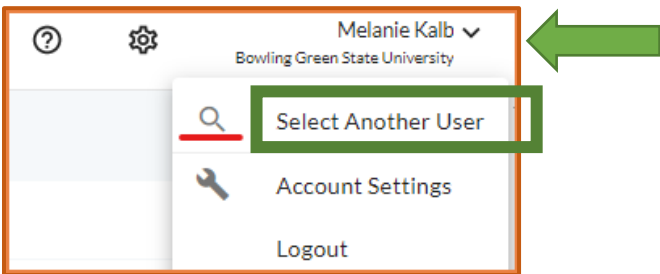 Melanie Kalb
Bowling Green State University
Select Another User
Account Settings
Logout